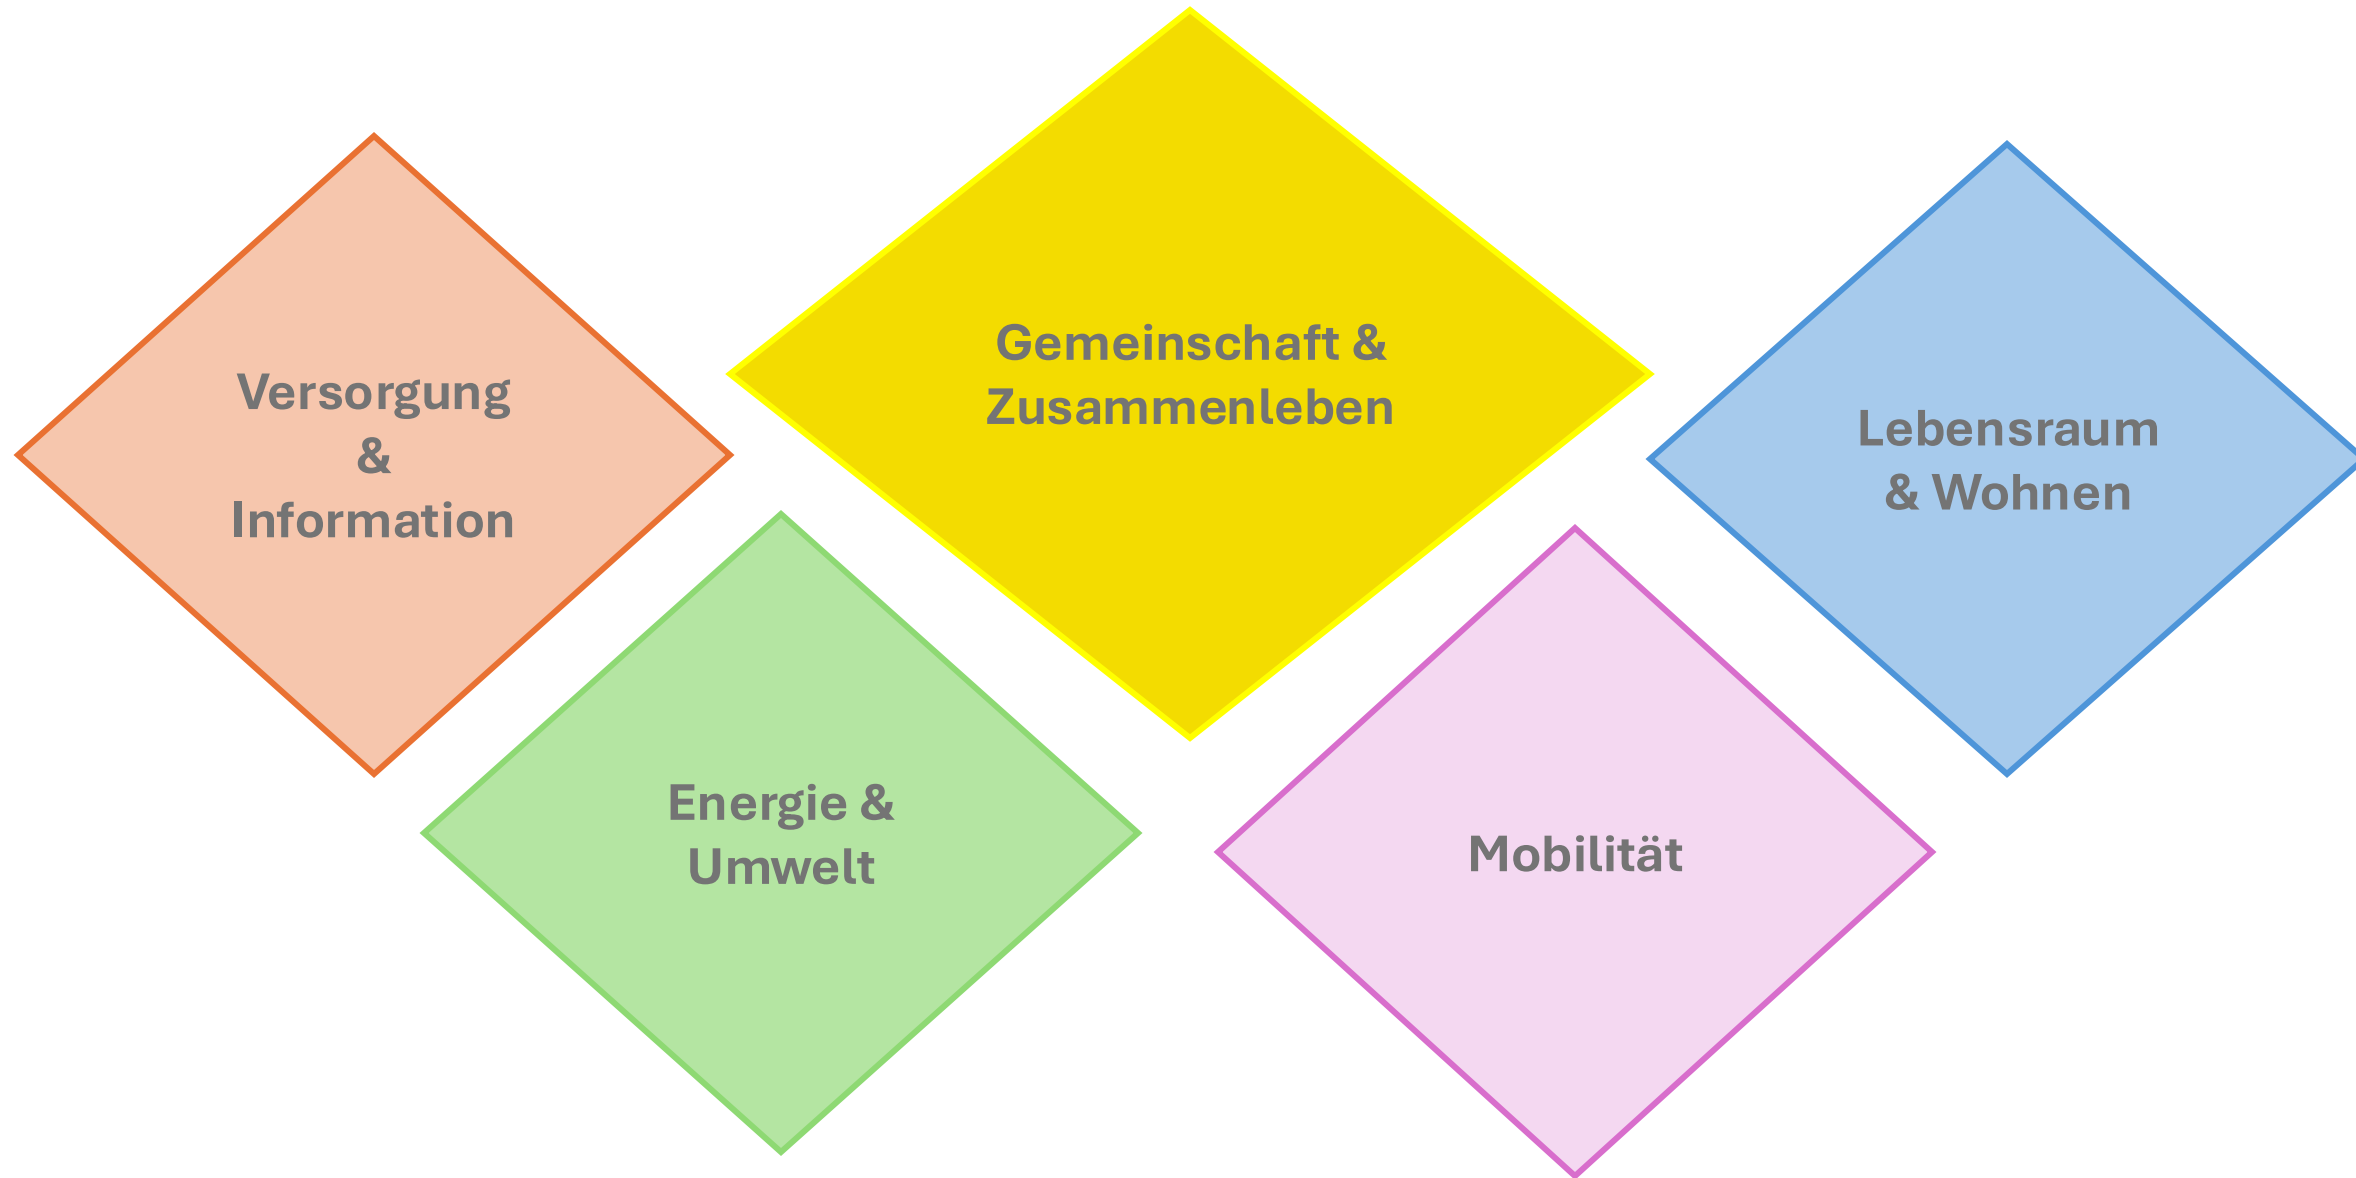 Versorgung
&
Information
Gemeinschaft &
Zusammenleben
Lebensraum
& Wohnen
Energie &
Umwelt
Mobilität